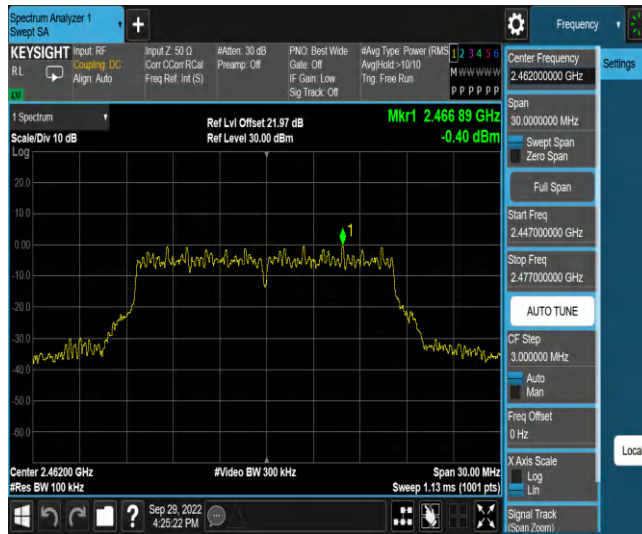 Spectrum Analyzer 1
Swept SA
Frequency
KEYSIGHT
RL
LV
Input: RF
Coupling: DC
Align: Auto
Input Z: 50 Ω
Corr CCorr RCal
Freq Ref: Int (S)
#Atten: 30 dB
Preamp: Off
PNO: Best Wide
Gate: Off
IF Gain: Low
Sig Track: Off
#Avg Type: Power (RMS
Avg|Hold:>10/10
Trig: Free Run
1 2 3 4 5 6
M W W W W W
P P P P P P
1 Spectrum
Scale/Div 10 dB
Log
Ref Lvl Offset 21.97 dB
Ref Level 30.00 dBm
Mkr1 2.466 89 GHz
-0.40 dBm
20.0
10.0
0.00
-10.0
-20.0
-30.0
-40.0
-50.0
-60.0
1
Center 2.46200 GHz
#Res BW 100 kHz
#Video BW 300 kHz
Span 30.00 MHz
Sweep 1.13 ms (1001 pts)
Sep 29, 2022
4:25:22 PM
?
Center Frequency
2.462000000 GHz
Settings
Span
30.0000000 MHz
Swept Span
Zero Span
Full Span
Start Freq
2.447000000 GHz
Stop Freq
2.477000000 GHz
AUTO TUNE
CF Step
3.000000 MHz
Auto
Man
Freq Offset
0 Hz
X Axis Scale
Log
Lin
Local
Signal Track
(Span Zoom)